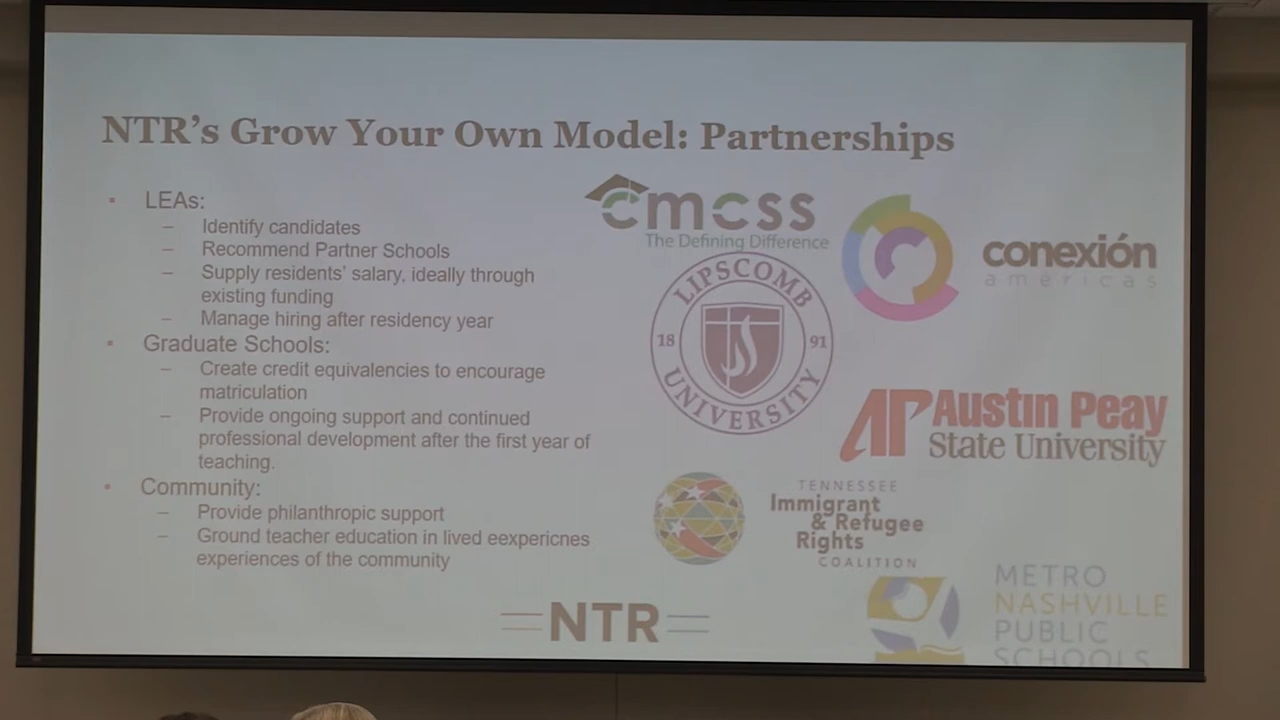 NTR's Grow Your Own Model: Partnerships
▪ LEAs:
– Identify candidates
– Recommend Partner Schools
– Supply residents' salary, ideally through
existing funding
– Manage hiring after residency year
▪ Graduate Schools:
– Create credit equivalencies to encourage
matriculation
– Provide ongoing support and continued
professional development after the first year of
teaching.
▪ Community:
– Provide philanthropic support
– Ground teacher education in lived eexpericnes
experiences of the community
cmcss
The Defining Difference
conexión
americas
LIPSCOMB
18 91
UNIVERSITY
AP Austin Peay
State University
TENNESSEE
Immigrant
& Refugee
Rights
COALITION
NTR
METRO
NASHVILLE
PUBLIC
SCHOOLS